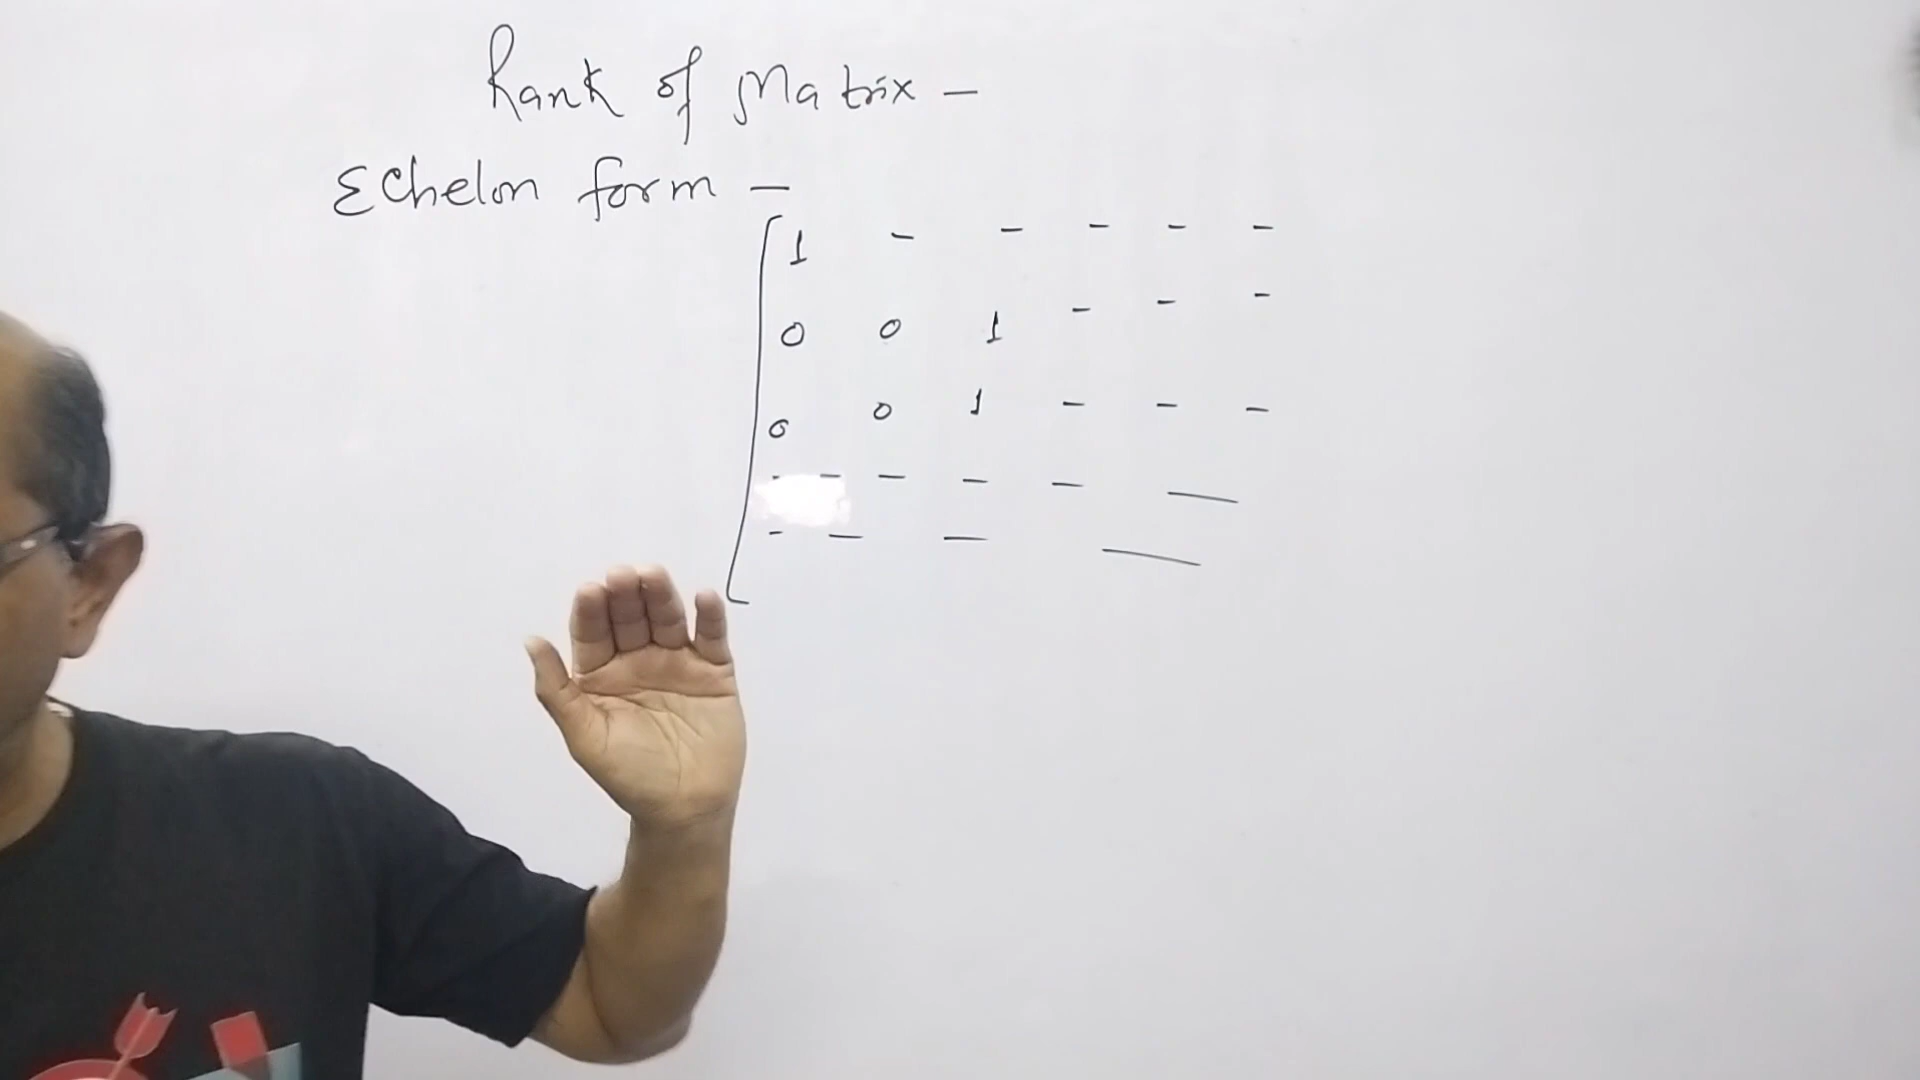 Rank of Matrix -
Echelon form -
[ 1 - - - - -
0 0 1 - - -
0 0 1 - - -
- - - - - -
- - - -